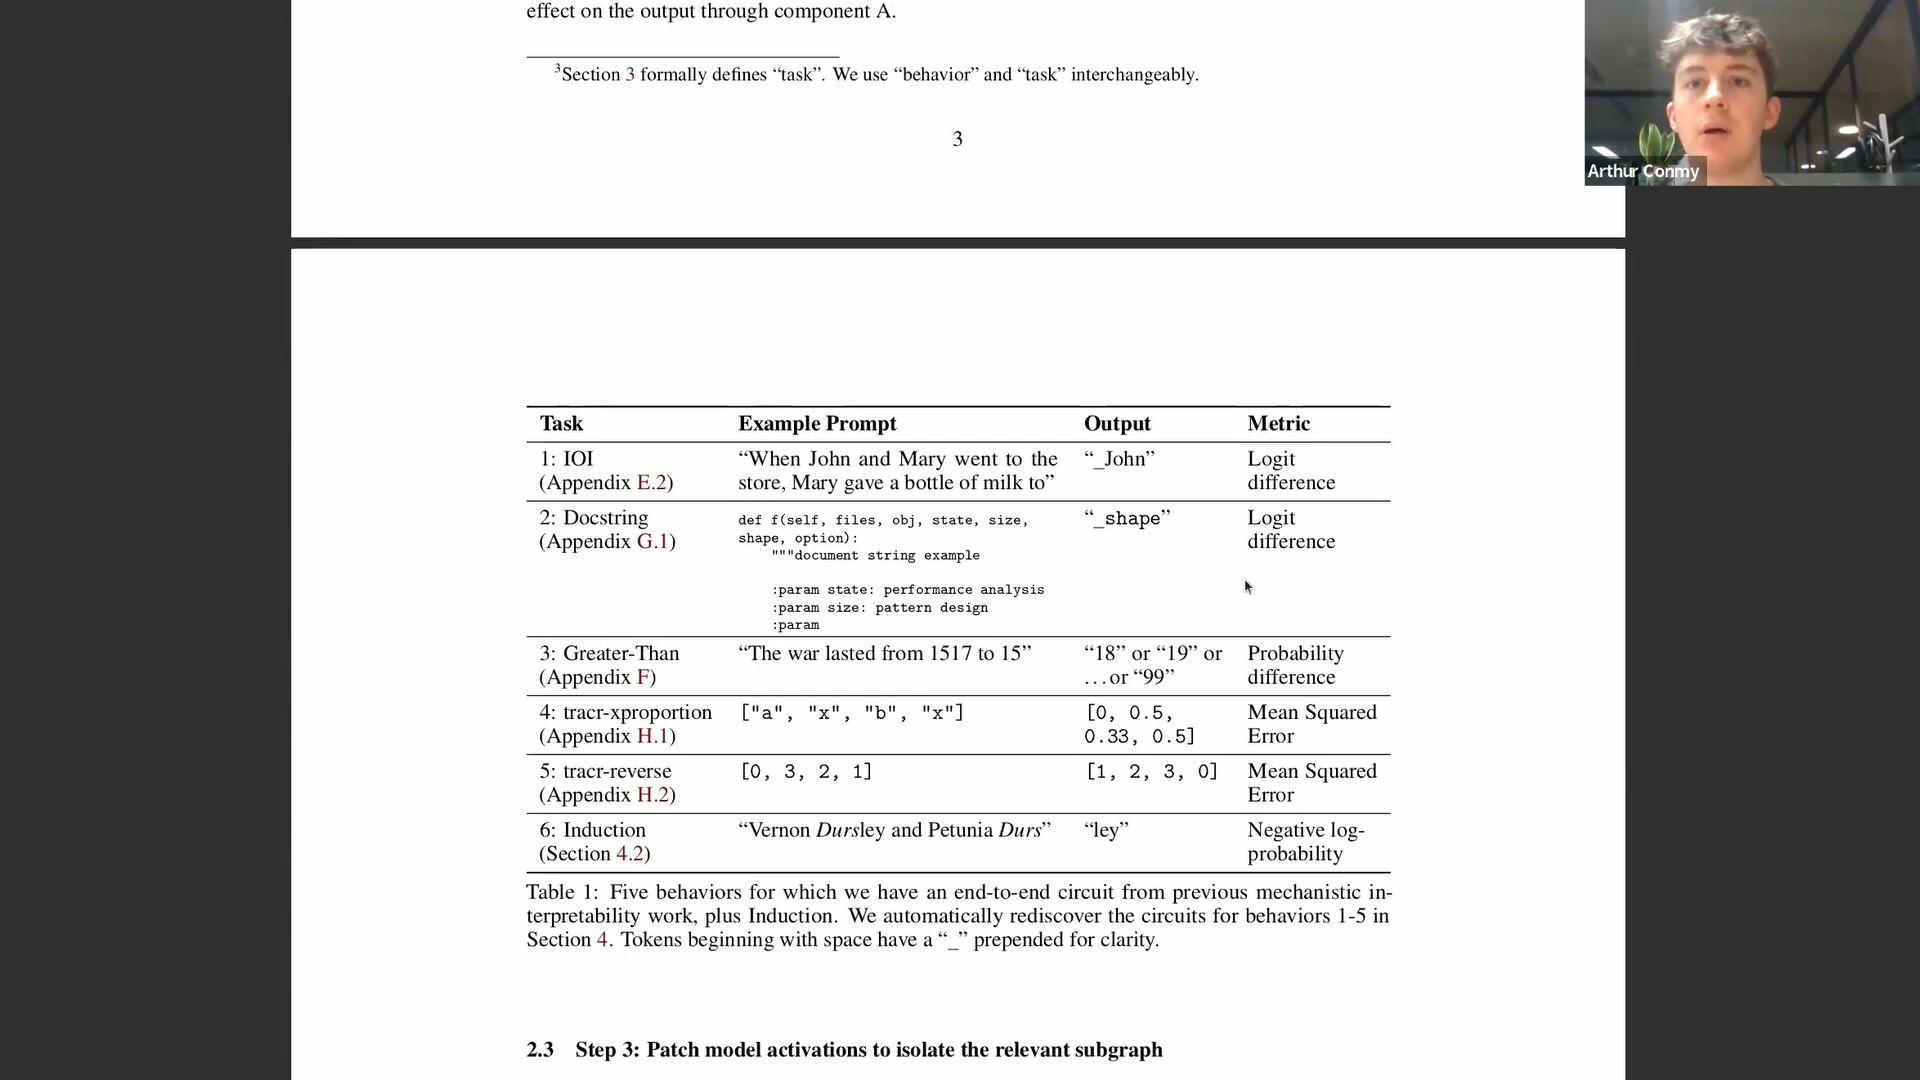 effect on the output through component A.
3Section 3 formally defines “task”. We use “behavior” and “task” interchangeably.
3
Arthur Conmy
Task Example Prompt Output Metric
1: IOI “When John and Mary went to the “_John” Logit
(Appendix E.2) store, Mary gave a bottle of milk to” difference
2: Docstring def f(self, files, obj, state, size, “_shape” Logit
(Appendix G.1) shape, option): difference
"""document string example
:param state: performance analysis
:param size: pattern design
:param
3: Greater-Than “The war lasted from 1517 to 15” “18” or “19” or Probability
(Appendix F) ...or “99” difference
4: tracr-xproportion ["a", "x", "b", "x"] [0, 0.5, Mean Squared
(Appendix H.1) 0.33, 0.5] Error
5: tracr-reverse [0, 3, 2, 1] [1, 2, 3, 0] Mean Squared
(Appendix H.2) Error
6: Induction “Vernon Dursley and Petunia Durs” “ley” Negative log-
(Section 4.2) probability
Table 1: Five behaviors for which we have an end-to-end circuit from previous mechanistic in-
terpretability work, plus Induction. We automatically rediscover the circuits for behaviors 1-5 in
Section 4. Tokens beginning with space have a “_” prepended for clarity.
2.3 Step 3: Patch model activations to isolate the relevant subgraph